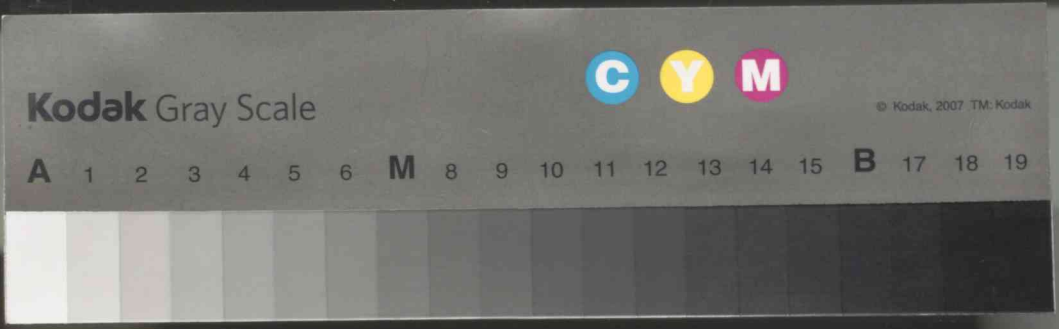 C Y M
Kodak Gray Scale
© Kodak, 2007 TM: Kodak
A 1 2 3 4 5 6 M 8 9 10 11 12 13 14 15 B 17 18 19